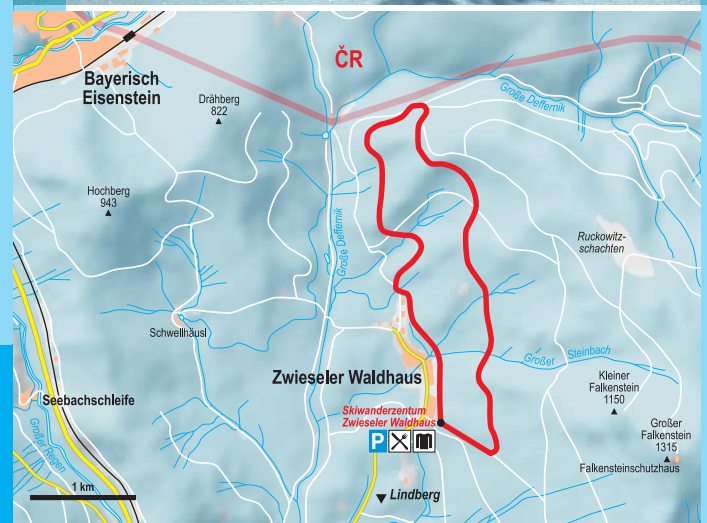 ČR
Bayerisch
Eisenstein
Drähberg
822
Große Deffernik
Hochberg
943
Große Deffernik
Ruckowitz-
schachten
Schwellhäusl
Großer Steinbach
Zwieseler Waldhaus
Kleiner
Falkenstein
1150
Seebachschleife
Skiwanderzentum
Zwieseler Waldhaus
Großer
Falkenstein
1315
P
Falkensteinschutzhaus
Großer Regen
1 km
Lindberg